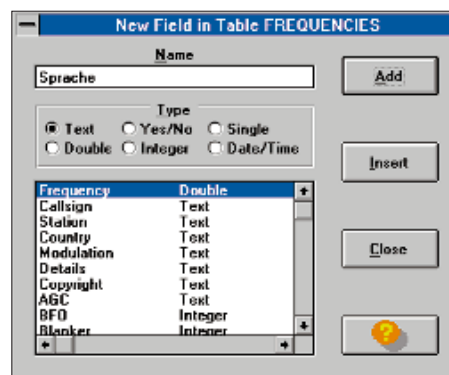 New Field in Table FREQUENCIES
Name
Sprache
Add
Type
Text Yes/No Single
Double Integer Date/Time
Insert
Frequency Double
Callsign Text
Station Text
Country Text
Modulation Text
Details Text
Copyright Text
AGC Text
BFO Integer
Blanker Integer
Close
?